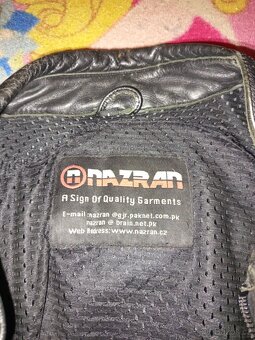 NAZRAN
A Sign Of Quality Garments
E-mail: nazran @gjr.paknet.com.pk
nazran @ brain.net.pk
Web : www.nazran.cz